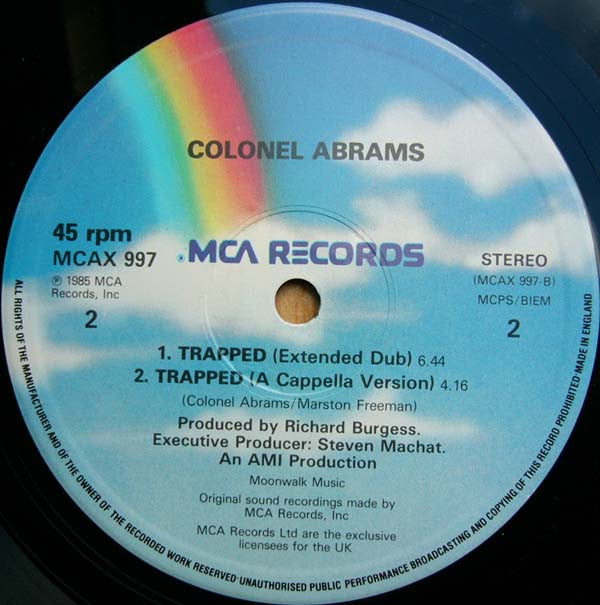 COLONEL ABRAMS
45 rpm
MCAX 997
MCA RECORDS
STEREO
(MCAX 997-B)
MCPS/BIEM
℗ 1985 MCA
Records, Inc
2
2
1. TRAPPED (Extended Dub) 6.44
2. TRAPPED (A Cappella Version) 4.16
(Colonel Abrams/Marston Freeman)
Produced by Richard Burgess.
Executive Producer: Steven Machat.
An AMI Production
Moonwalk Music
Original sound recordings made by
MCA Records, Inc
MCA Records Ltd are the exclusive
licensees for the UK
ALL RIGHTS OF THE MANUFACTURER AND OF THE OWNER OF THE RECORDED WORK RESERVED·UNAUTHORISED PUBLIC PERFORMANCE BROADCASTING AND COPYING OF THIS RECORD PROHIBITED·MADE IN ENGLAND